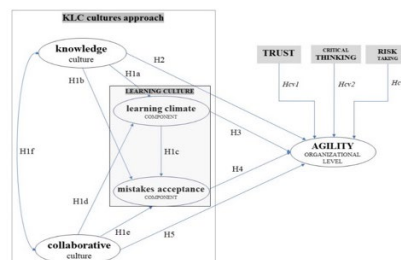 KLC cultures approach
knowledge
culture
H2
H1a
H1b
LEARNING CULTURE
learning climate
COMPONENT
H3
H1c
H1f
H1d
mistakes acceptance
COMPONENT
H4
H1e
H5
collaborative
culture
TRUST
CRITICAL
THINKING
RISK
TAKING
Hcv1
Hcv2
Hc
AGILITY
ORGANIZATIONAL
LEVEL